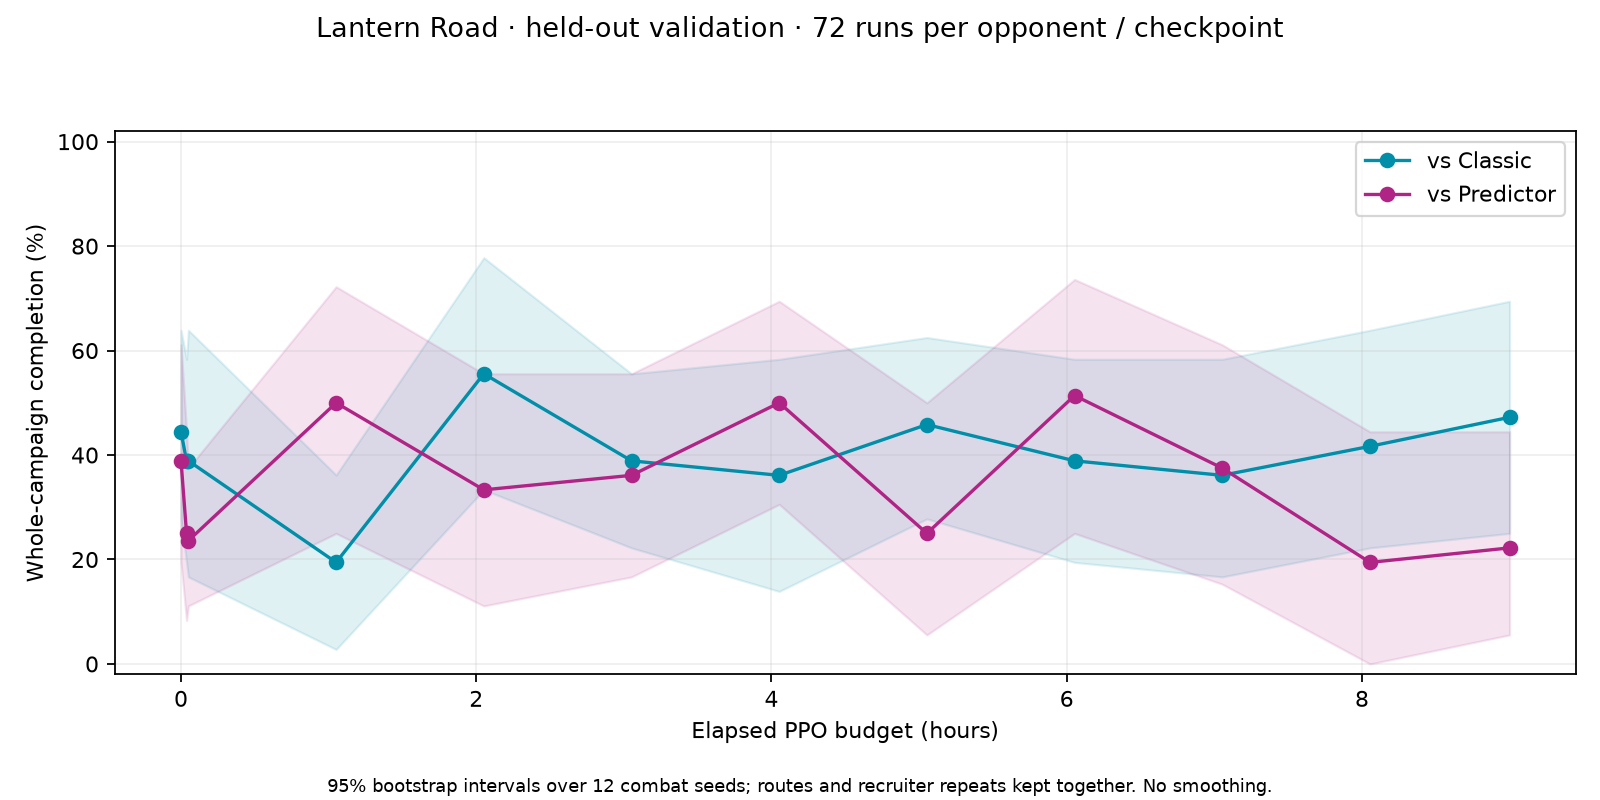 Lantern Road · held-out validation · 72 runs per opponent / checkpoint
vs Classic
vs Predictor
Whole-campaign completion (%)
100
80
60
40
20
0
0 2 4 6 8
Elapsed PPO budget (hours)
95% bootstrap intervals over 12 combat seeds; routes and recruiter repeats kept together. No smoothing.